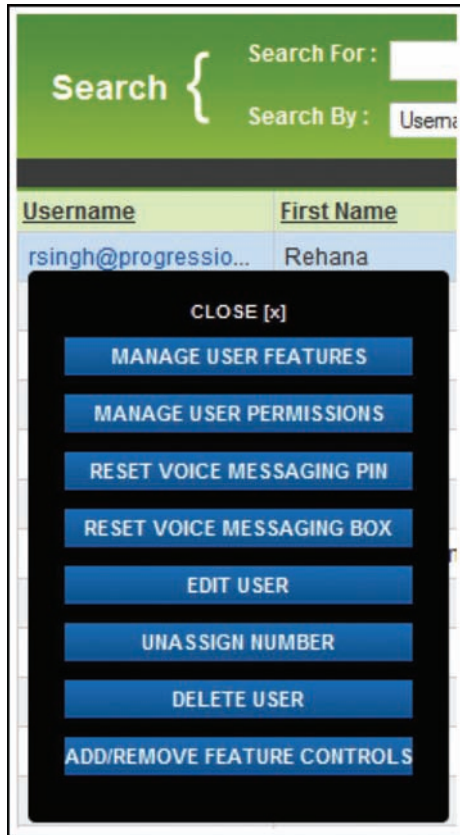 Search {
Search For :
Search By :
Username
First Name
rsingh@progressio...
Rehana
CLOSE [x]
MANAGE USER FEATURES
MANAGE USER PERMISSIONS
RESET VOICE MESSAGING PIN
RESET VOICE MESSAGING BOX
EDIT USER
UNASSIGN NUMBER
DELETE USER
ADD/REMOVE FEATURE CONTROLS